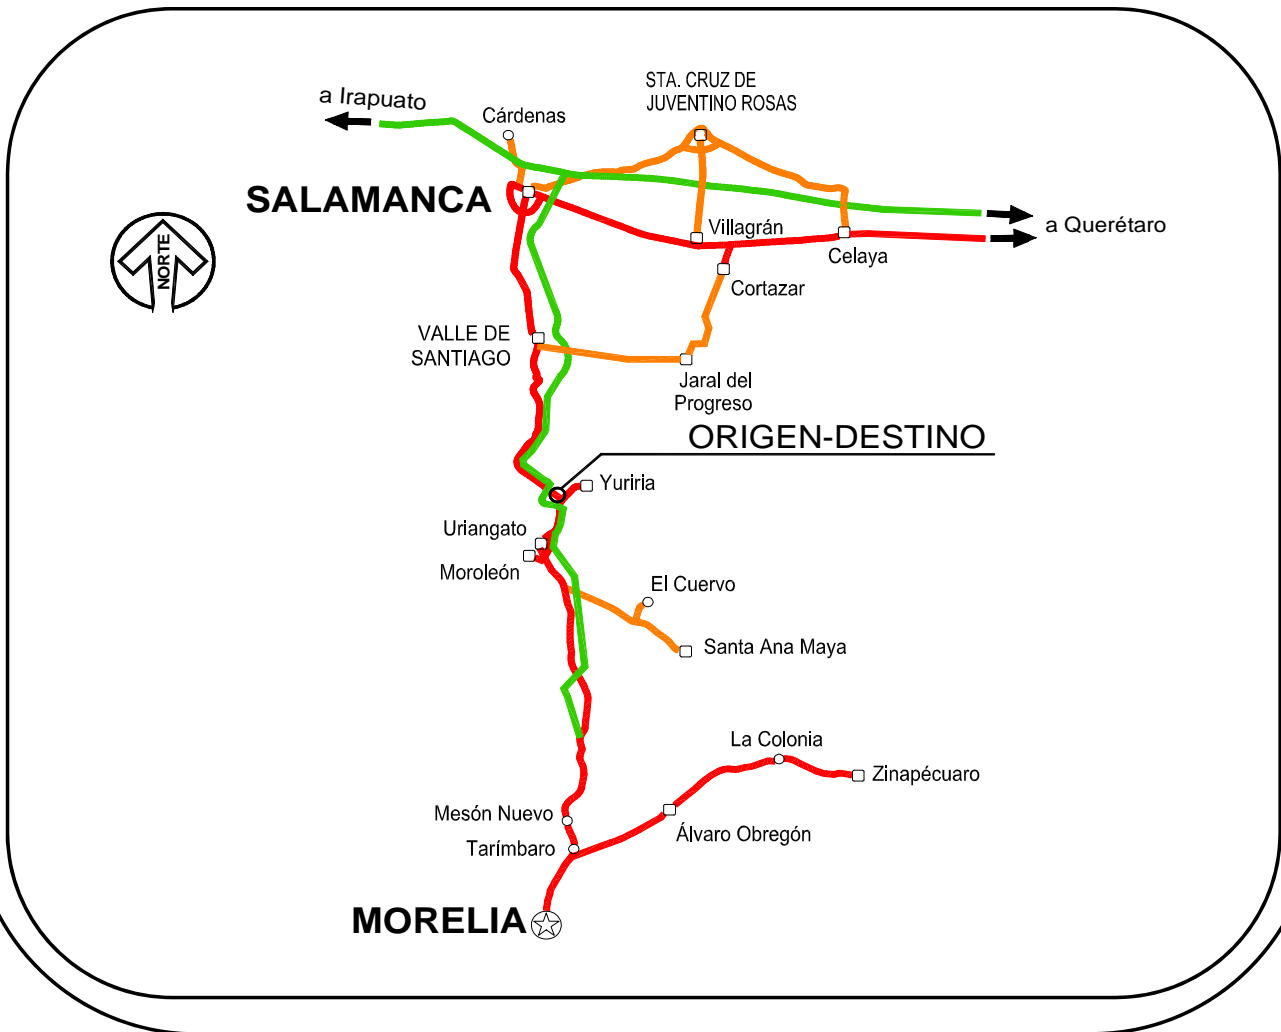 STA. CRUZ DE
JUVENTINO ROSAS
a Irapuato
Cárdenas
SALAMANCA
Villagrán
a Querétaro
Celaya
NORTE
Cortazar
VALLE DE
SANTIAGO
Jaral del
Progreso
ORIGEN-DESTINO
Yuriria
Uriangato
Moroleón
El Cuervo
Santa Ana Maya
La Colonia
Zinapécuaro
Mesón Nuevo
Álvaro Obregón
Tarímbaro
MORELIA